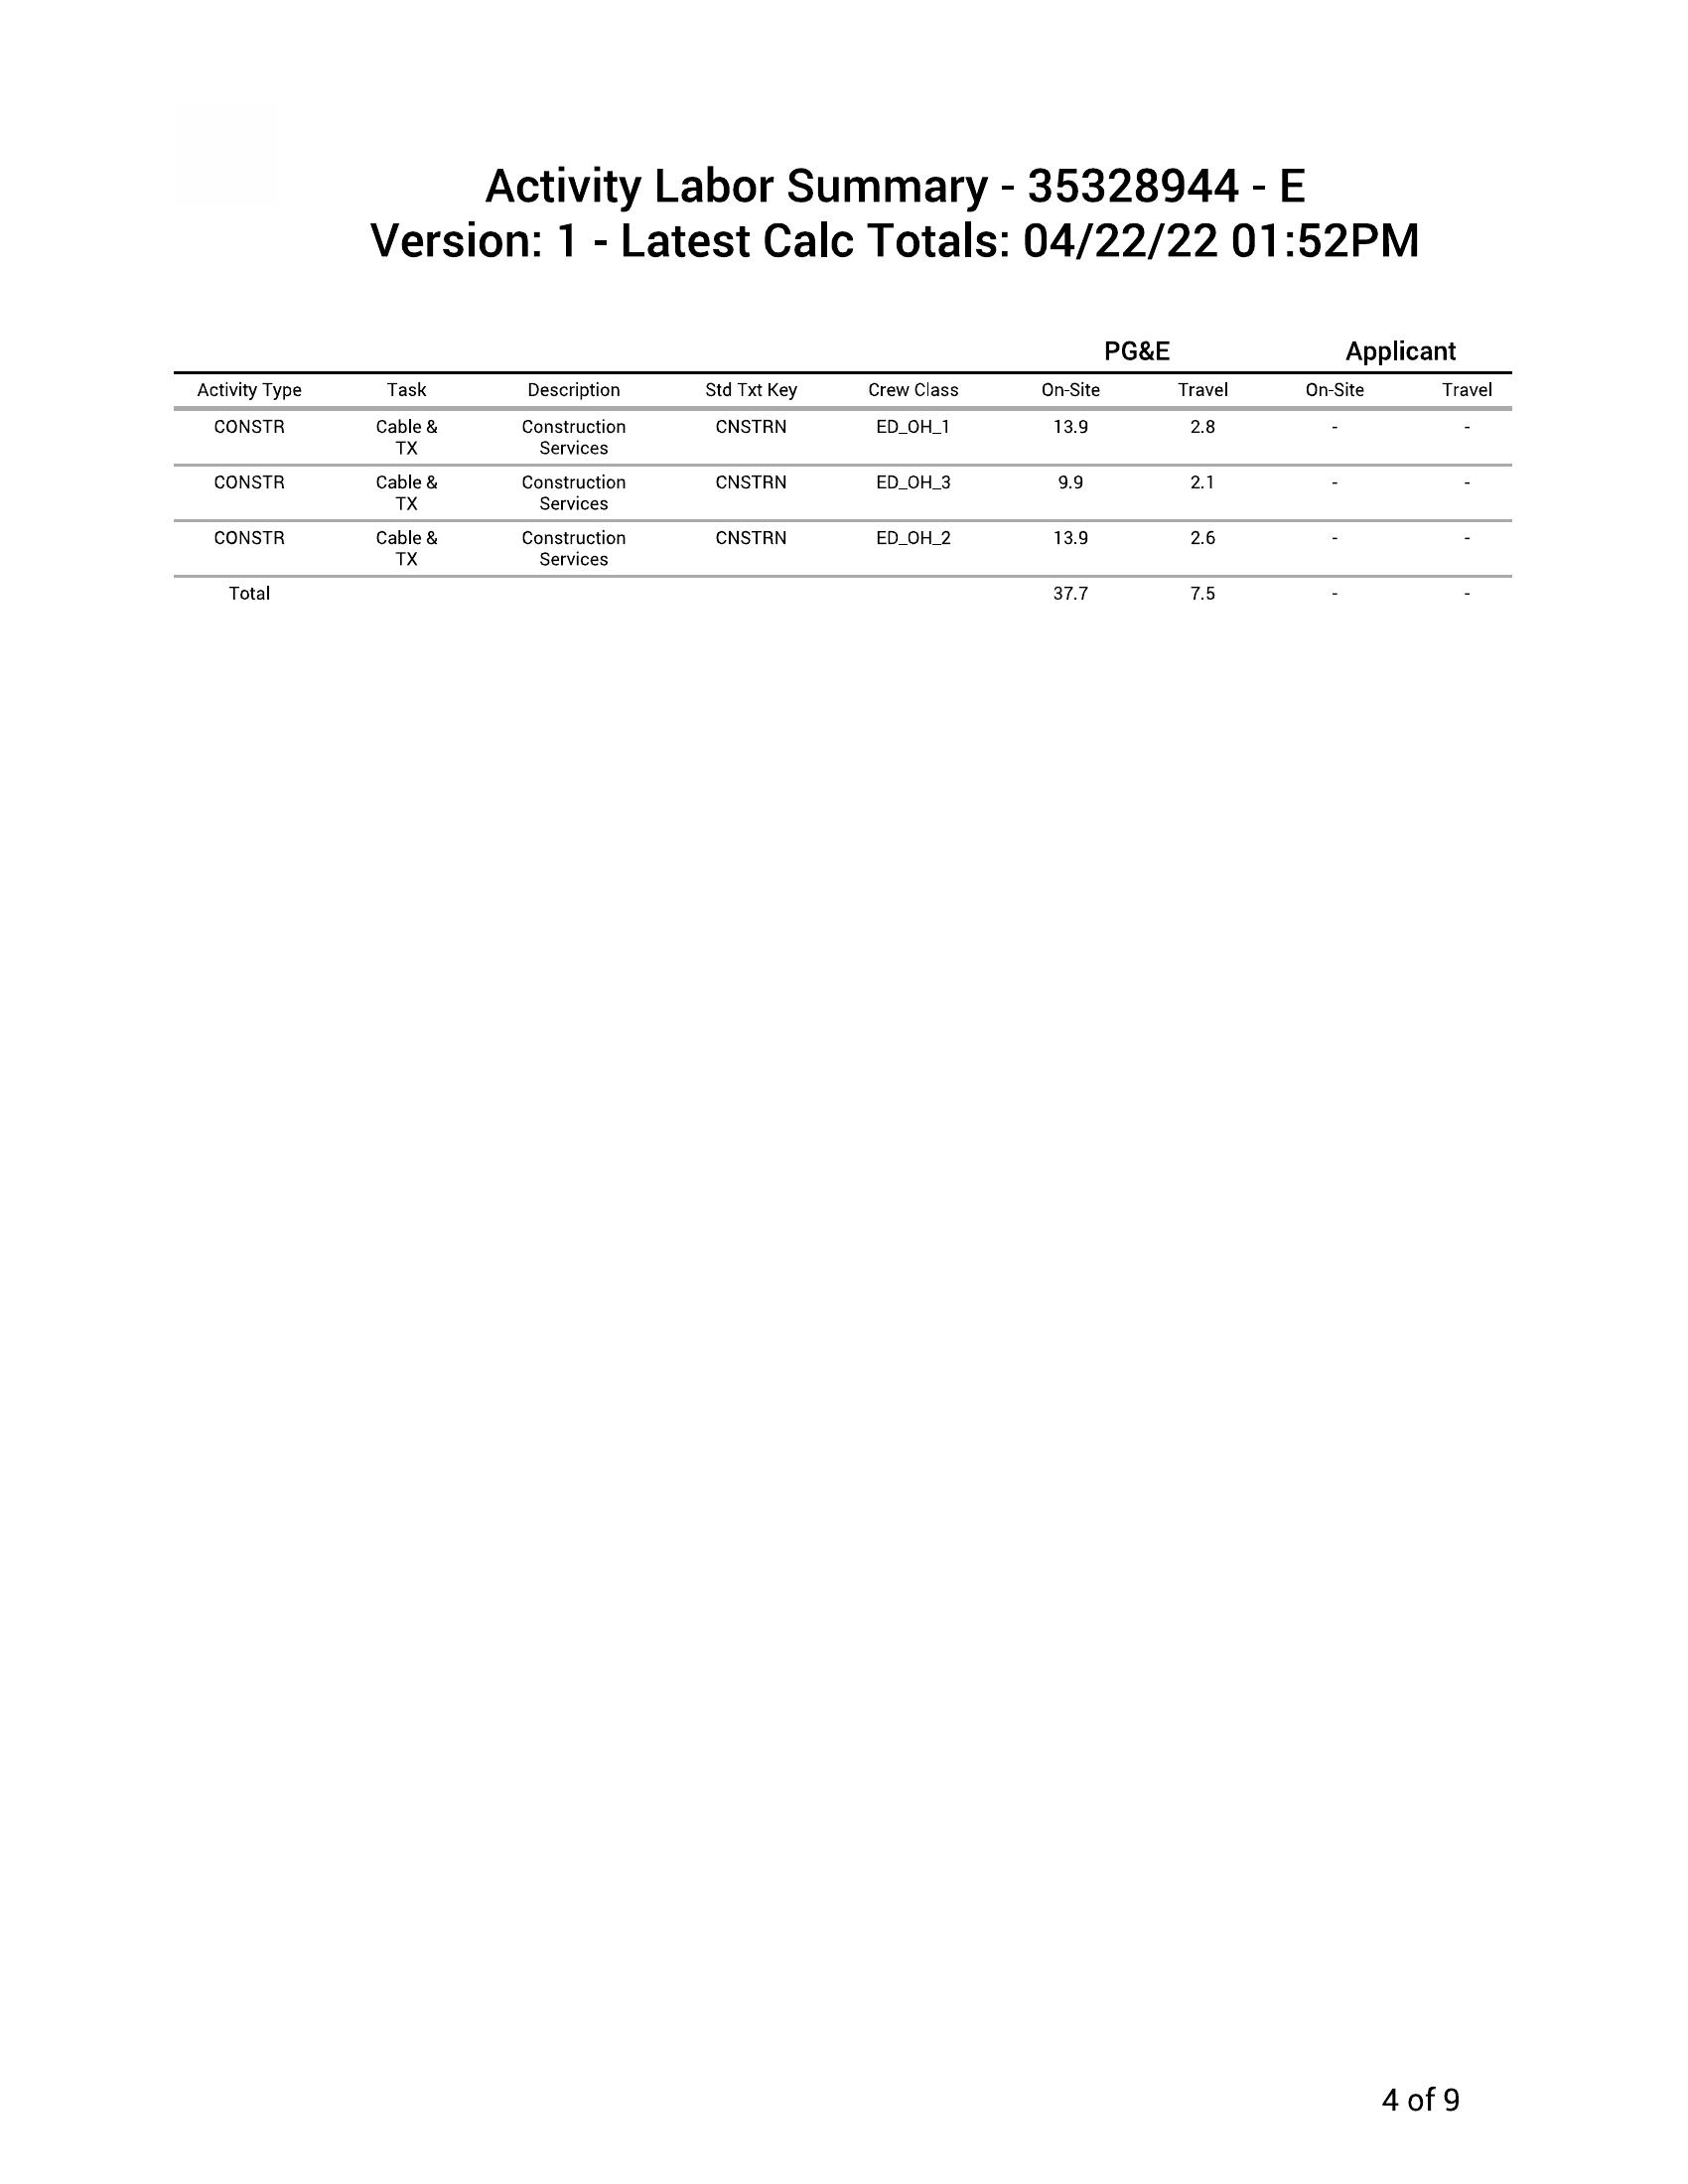 Activity Labor Summary - 35328944 - E
Version: 1 - Latest Calc Totals: 04/22/22 01:52PM
PG&E Applicant
Activity Type Task Description Std Txt Key Crew Class On-Site Travel On-Site Travel
CONSTR Cable & Construction CNSTRN ED_OH_1 13.9 2.8 - -
TX Services
CONSTR Cable & Construction CNSTRN ED_OH_3 9.9 2.1 - -
TX Services
CONSTR Cable & Construction CNSTRN ED_OH_2 13.9 2.6 - -
TX Services
Total 37.7 7.5 - -
4 of 9